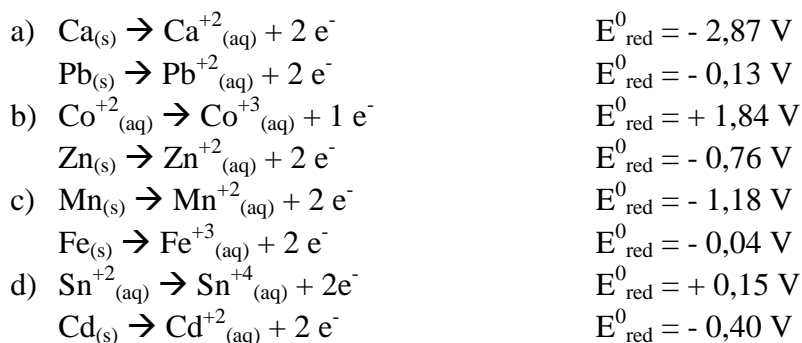 a) Ca(s) → Ca⁺²(aq) + 2 e⁻ E⁰red = - 2,87 V
Pb(s) → Pb⁺²(aq) + 2 e⁻ E⁰red = - 0,13 V
b) Co⁺²(aq) → Co⁺³(aq) + 1 e⁻ E⁰red = + 1,84 V
Zn(s) → Zn⁺²(aq) + 2 e⁻ E⁰red = - 0,76 V
c) Mn(s) → Mn⁺²(aq) + 2 e⁻ E⁰red = - 1,18 V
Fe(s) → Fe⁺³(aq) + 2 e⁻ E⁰red = - 0,04 V
d) Sn⁺²(aq) → Sn⁺⁴(aq) + 2e⁻ E⁰red = + 0,15 V
Cd(s) → Cd⁺²(aq) + 2 e⁻ E⁰red = - 0,40 V